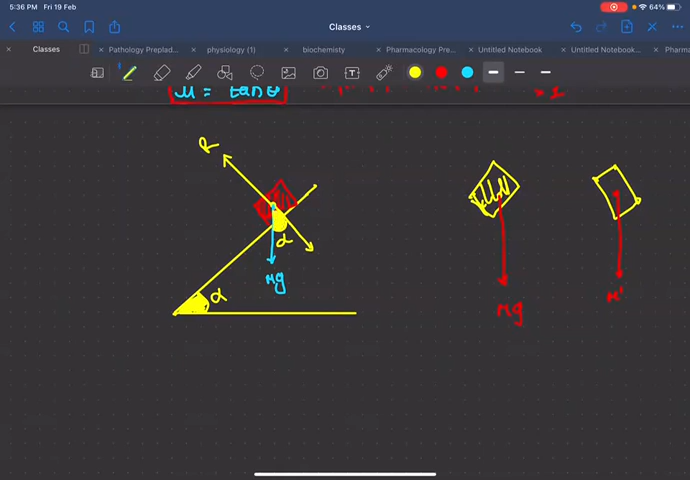 5:36 PM Fri 19 Feb
64%
Classes
Classes
Pathology Preplad...
physiology (1)
biochemisty
Pharmacology Pre...
Untitled Notebook
Untitled Notebook...
Pharma
μ = tanθ
R
α
Mg
α
Mg
M'